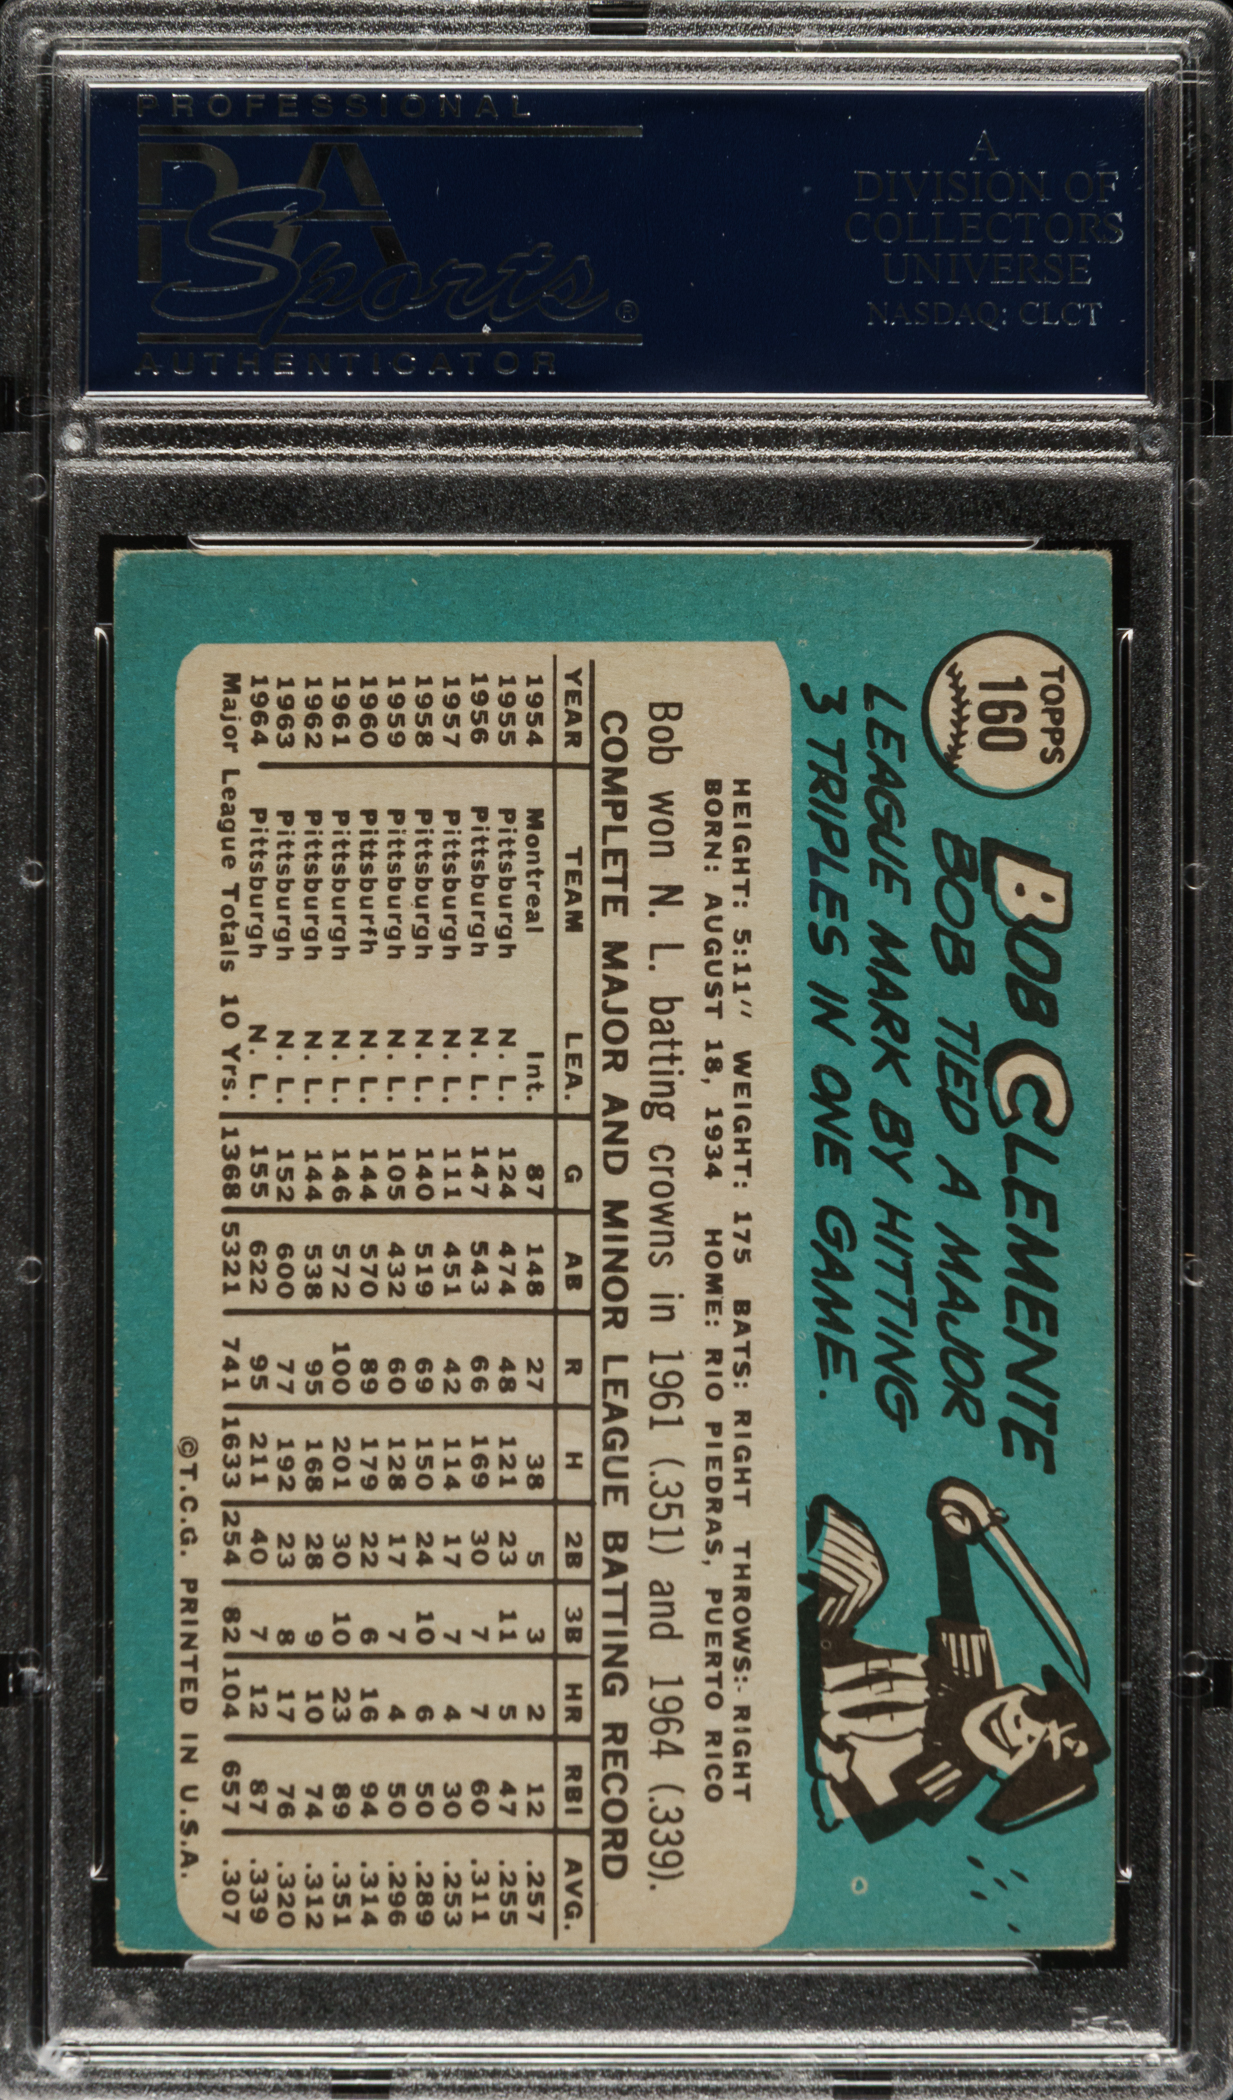 PROFESSIONAL
PSA
Sports®
AUTHENTICATOR
A
DIVISION OF
COLLECTORS
UNIVERSE
NASDAQ: CLCT
TOPPS
160
BOB CLEMENTE
BOB TIED A MAJOR
LEAGUE MARK BY HITTING
3 TRIPLES IN ONE GAME.
HEIGHT: 5:11" WEIGHT: 175 BATS: RIGHT THROWS:- RIGHT
BORN: AUGUST 18, 1934 HOME: RIO PIEDRAS, PUERTO RICO
Bob won N. L. batting crowns in 1961 (.351) and 1964 (.339).
COMPLETE MAJOR AND MINOR LEAGUE BATTING RECORD
YEAR TEAM LEA. G AB R H 2B 3B HR RBI AVG.
1954 Montreal Int. 87 148 27 38 5 3 2 12 .257
1955 Pittsburgh N. L. 124 474 48 121 23 11 5 47 .255
1956 Pittsburgh N. L. 147 543 66 169 30 7 7 60 .311
1957 Pittsburgh N. L. 111 451 42 114 17 7 4 30 .253
1958 Pittsburgh N. L. 140 519 69 150 24 10 6 50 .289
1959 Pittsburgh N. L. 105 432 60 128 17 7 4 50 .296
1960 Pittsburfh N. L. 144 570 89 179 22 6 16 94 .314
1961 Pittsburgh N. L. 146 572 100 201 30 10 23 89 .351
1962 Pittsburgh N. L. 144 538 95 168 28 9 10 74 .312
1963 Pittsburgh N. L. 152 600 77 192 23 8 17 76 .320
1964 Pittsburgh N. L. 155 622 95 211 40 7 12 87 .339
Major League Totals 10 Yrs. 1368 5321 741 1633 254 82 104 657 .307
©T.C.G. PRINTED IN U.S.A.